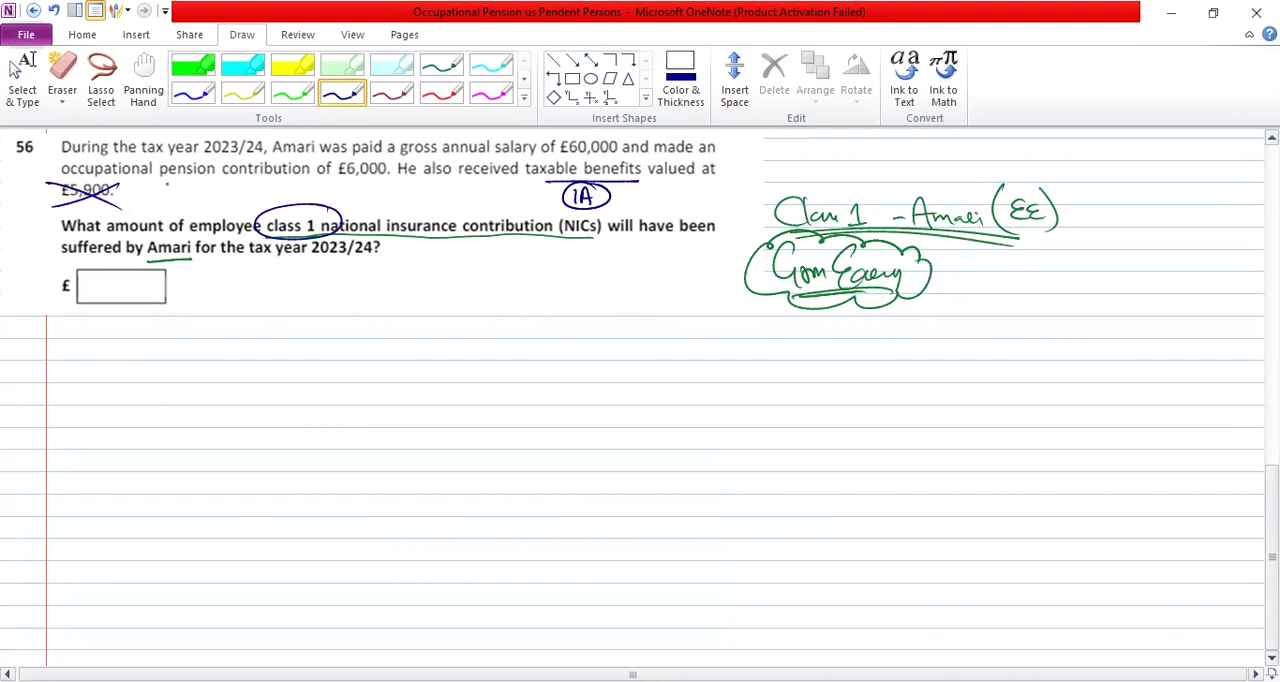 Occupational Pension us Pendent Persons - Microsoft OneNote (Product Activation Failed)
File Home Insert Share Draw Review View Pages
Select & Type
Eraser
Lasso Select
Panning Hand
Color & Thickness
Insert Space
Delete
Arrange
Rotate
Ink to Text
Ink to Math
Tools Insert Shapes Edit Convert
56 During the tax year 2023/24, Amari was paid a gross annual salary of £60,000 and made an
occupational pension contribution of £6,000. He also received taxable benefits valued at
£5,900.
1A
What amount of employee class 1 national insurance contribution (NICs) will have been
suffered by Amari for the tax year 2023/24?
£
Class 1 - Amari (EE)